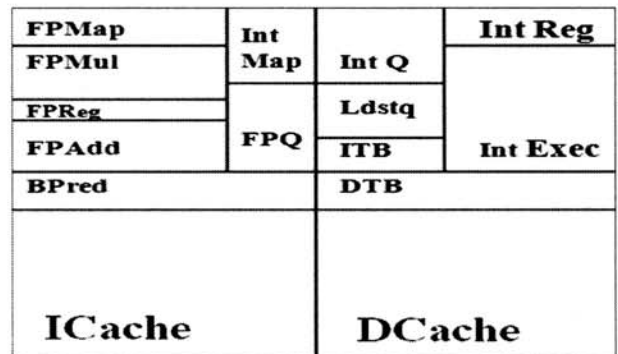 FPMap
Int Map
Int Q
Int Reg
FPMul
FPReg
FPAdd
FPQ
Ldstq
ITB
Int Exec
BPred
DTB
ICache
DCache